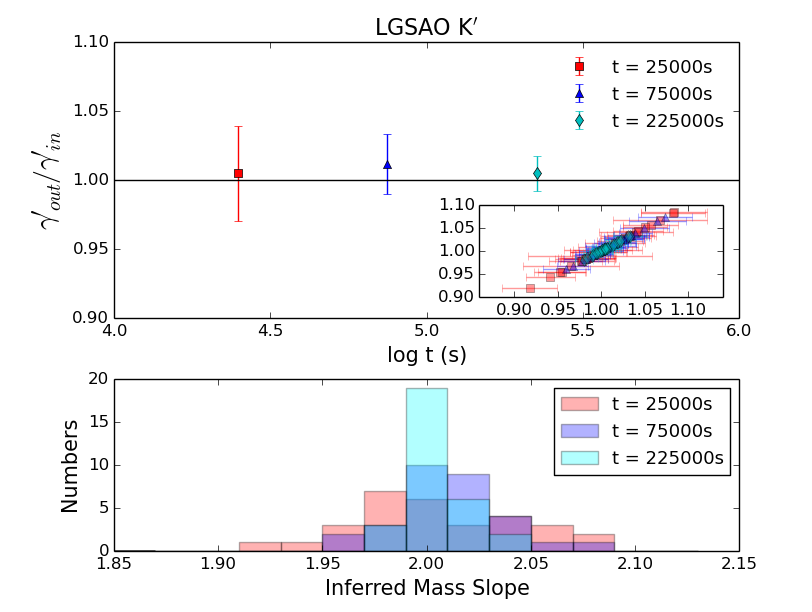 LGSAO K′
1.10
1.05
1.00
0.95
0.90
γ′out/γ′in
t = 25000s
t = 75000s
t = 225000s
1.10
1.05
1.00
0.95
0.90
0.90 0.95 1.00 1.05 1.10
4.0 4.5 5.0 5.5 6.0
log t (s)
20
15
10
5
0
Numbers
t = 25000s
t = 75000s
t = 225000s
1.85 1.90 1.95 2.00 2.05 2.10 2.15
Inferred Mass Slope